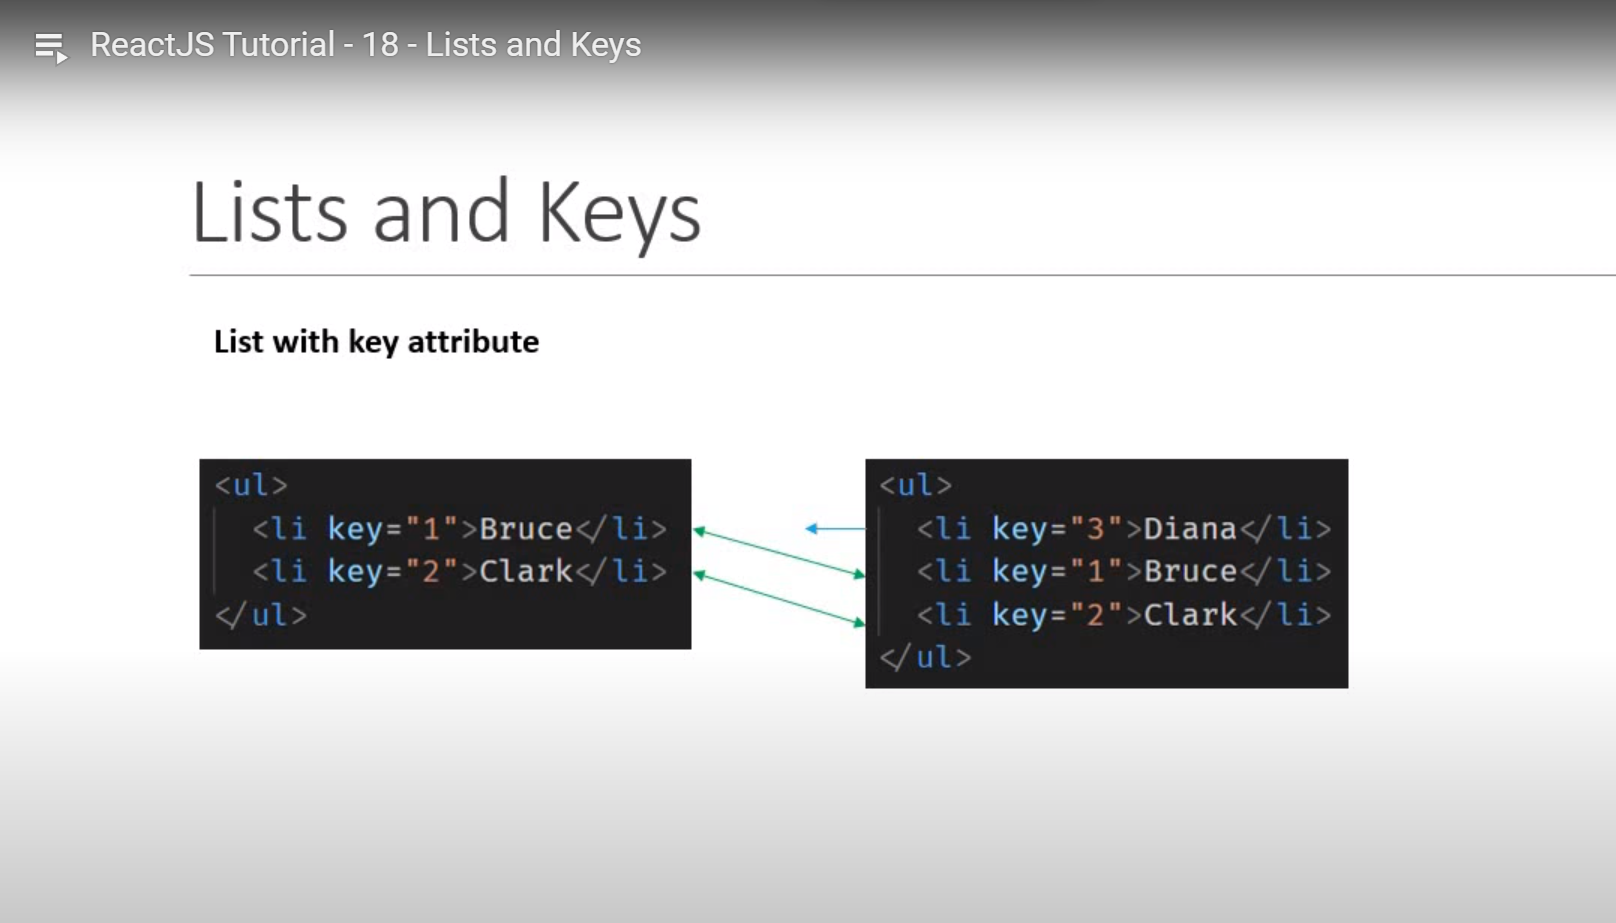 ReactJS Tutorial - 18 - Lists and Keys
Lists and Keys
List with key attribute
<ul>
<li key="1">Bruce</li>
<li key="2">Clark</li>
</ul>
<ul>
<li key="3">Diana</li>
<li key="1">Bruce</li>
<li key="2">Clark</li>
</ul>